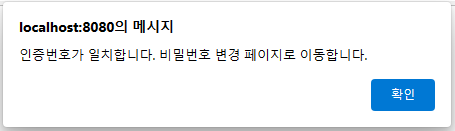 localhost:8080의 메시지
인증번호가 일치합니다. 비밀번호 변경 페이지로 이동합니다.
확인